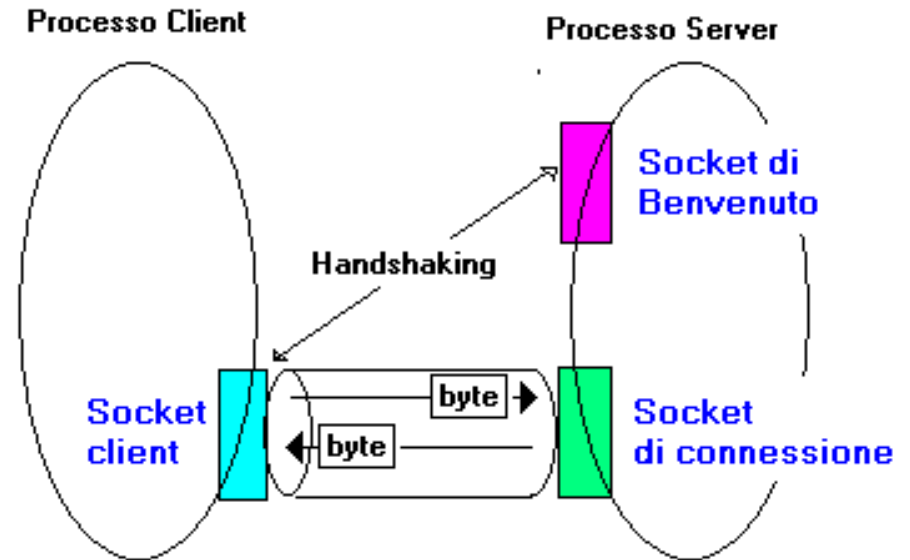 Processo Client
Processo Server
Socket di
Benvenuto
Handshaking
byte
byte
Socket
client
Socket
di connessione